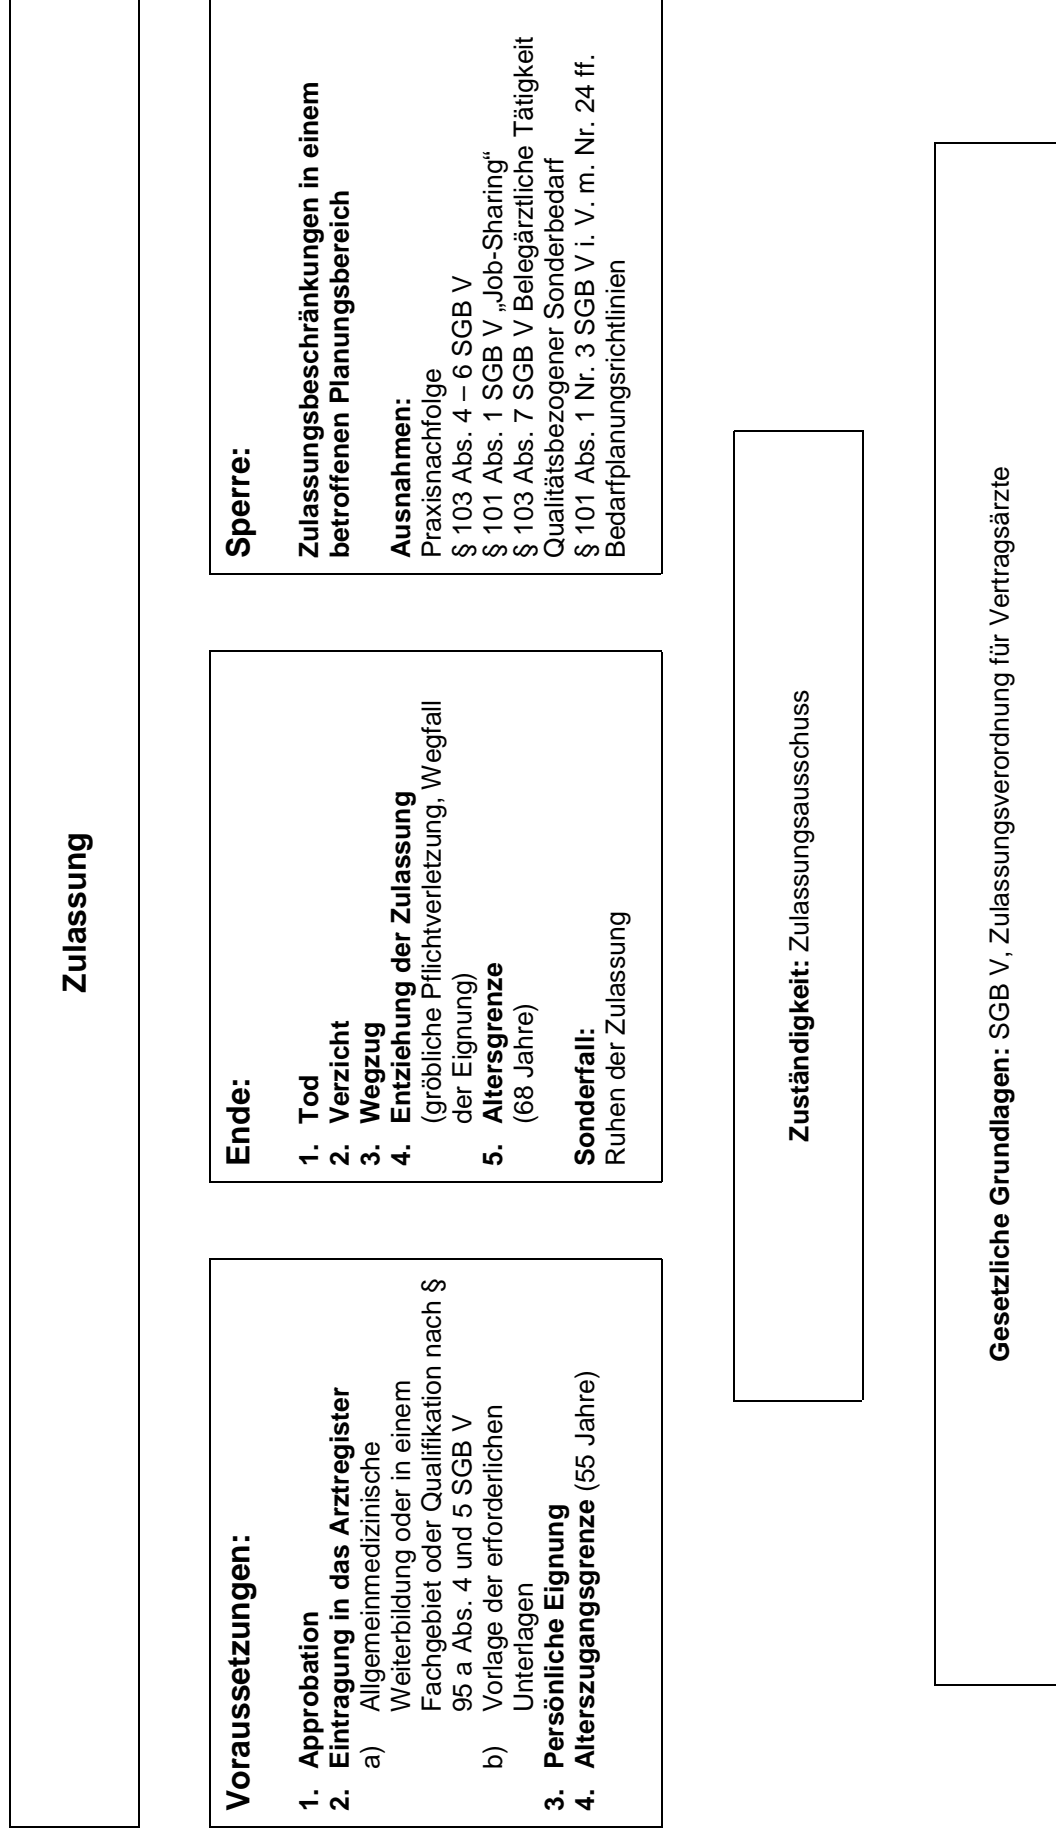 Zulassung
Voraussetzungen:
1. Approbation
2. Eintragung in das Arztregister
a) Allgemeinmedizinische
Weiterbildung oder in einem
Fachgebiet oder Qualifikation nach §
95 a Abs. 4 und 5 SGB V
b) Vorlage der erforderlichen
Unterlagen
3. Persönliche Eignung
4. Alterszugangsgrenze (55 Jahre)
Ende:
1. Tod
2. Verzicht
3. Wegzug
4. Entziehung der Zulassung
(gröbliche Pflichtverletzung, Wegfall
der Eignung)
5. Altersgrenze
(68 Jahre)
Sonderfall:
Ruhen der Zulassung
Sperre:
Zulassungsbeschränkungen in einem
betroffenen Planungsbereich
Ausnahmen:
Praxisnachfolge
§ 103 Abs. 4 – 6 SGB V
§ 101 Abs. 1 SGB V „Job-Sharing“
§ 103 Abs. 7 SGB V Belegärztliche Tätigkeit
Qualitätsbezogener Sonderbedarf
§ 101 Abs. 1 Nr. 3 SGB V i. V. m. Nr. 24 ff.
Bedarfplanungsrichtlinien
Zuständigkeit: Zulassungsausschuss
Gesetzliche Grundlagen: SGB V, Zulassungsverordnung für Vertragsärzte